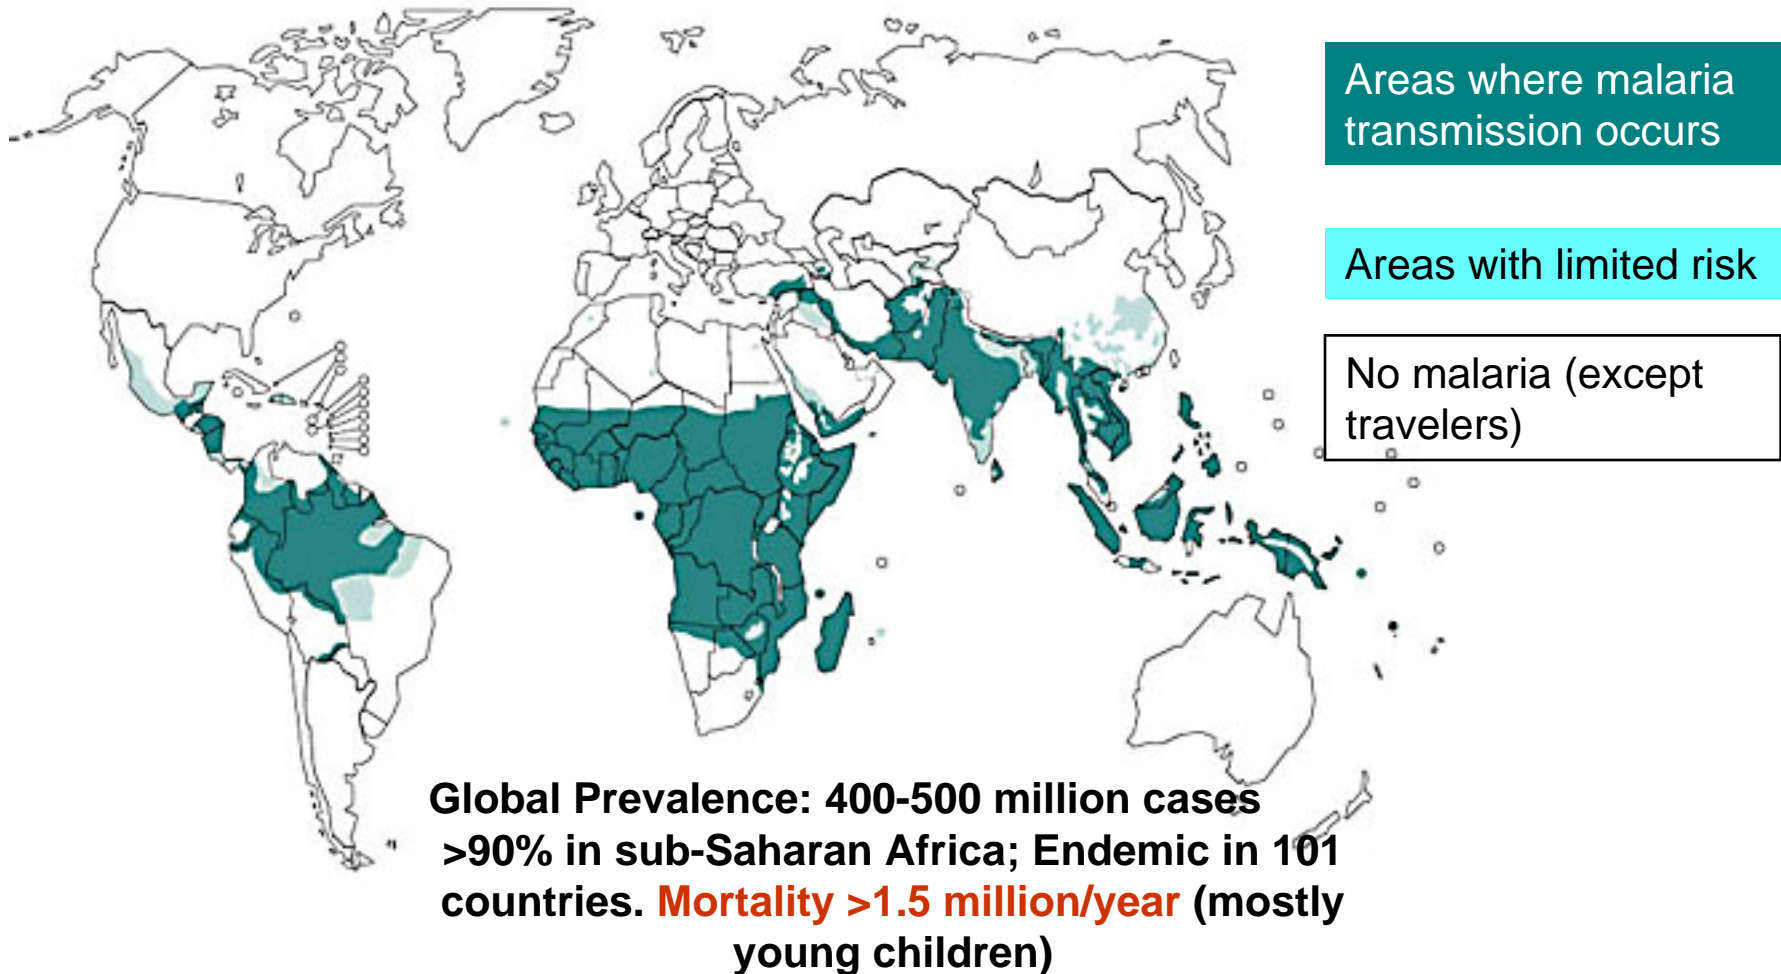 Areas where malaria
transmission occurs
Areas with limited risk
No malaria (except
travelers)
Global Prevalence: 400-500 million cases
>90% in sub-Saharan Africa; Endemic in 101
countries. Mortality >1.5 million/year (mostly
young children)